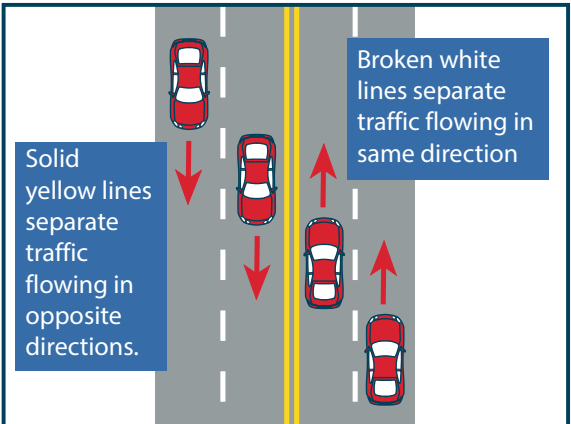 Broken white
lines separate
traffic flowing in
same direction
Solid
yellow lines
separate
traffic
flowing in
opposite
directions.